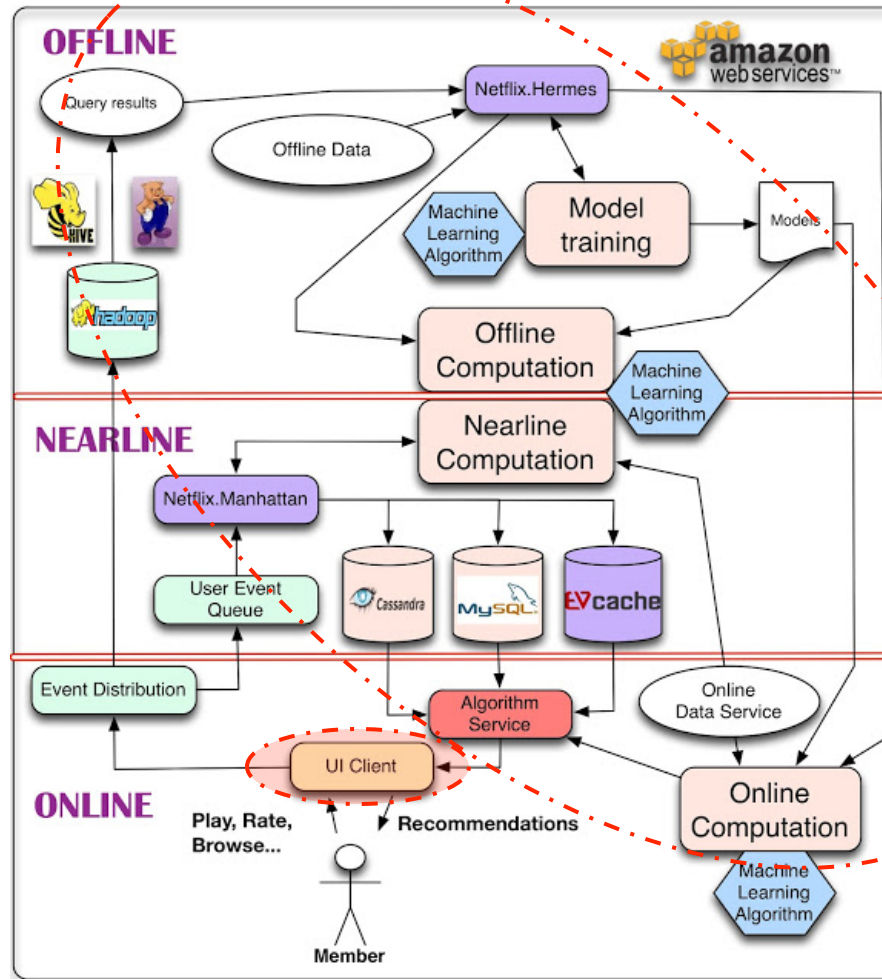 OFFLINE
amazon
web services™
Query results
Netflix.Hermes
Offline Data
HIVE
Machine
Learning
Algorithm
Model
training
Models
hadoop
Offline
Computation
Machine
Learning
Algorithm
NEARLINE
Nearline
Computation
Netflix.Manhattan
User Event
Queue
Cassandra
MySQL®
EVcache
Event Distribution
Algorithm
Service
Online
Data Service
UI Client
ONLINE
Play, Rate,
Browse...
Recommendations
Online
Computation
Machine
Learning
Algorithm
Member